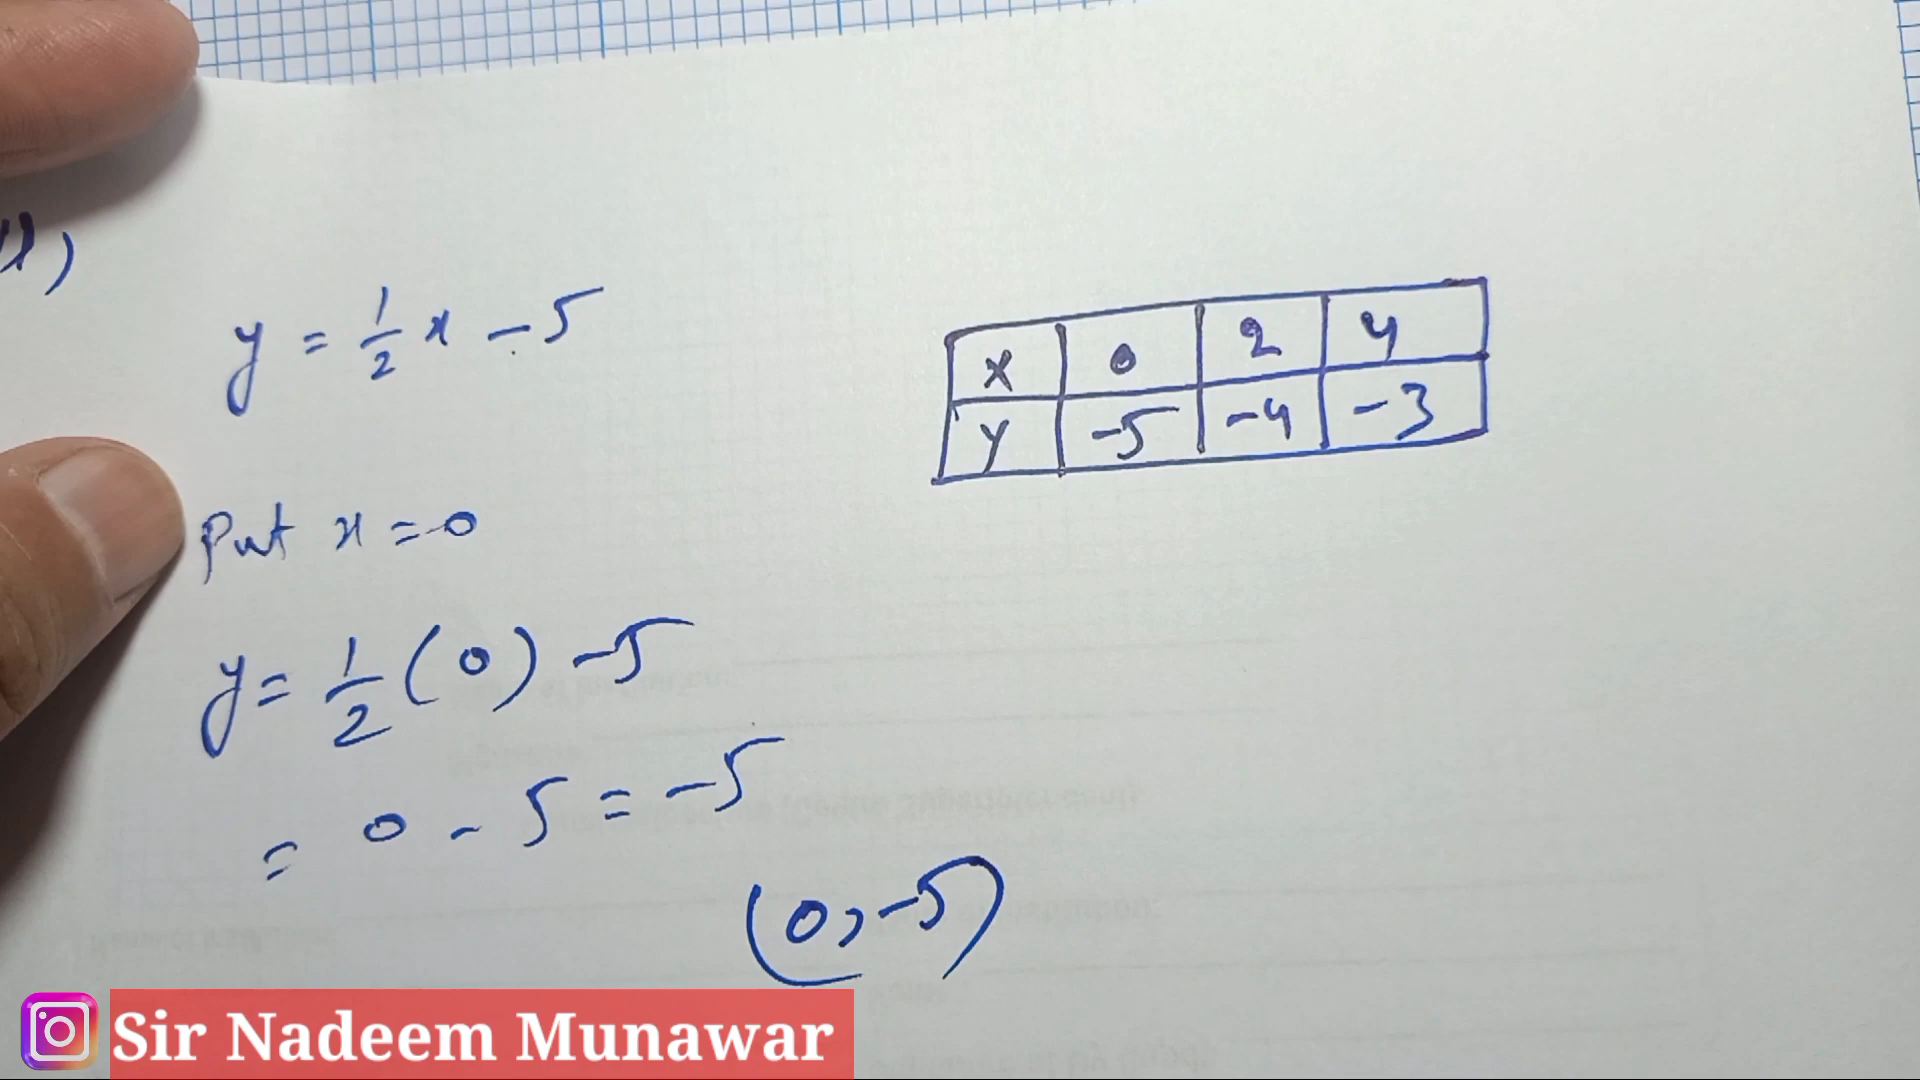 y = 1/2 x - 5
x 0 2 4
y -5 -4 -3
Put x = 0
y = 1/2 (0) - 5
= 0 - 5 = -5
(0, -5)
Sir Nadeem Munawar